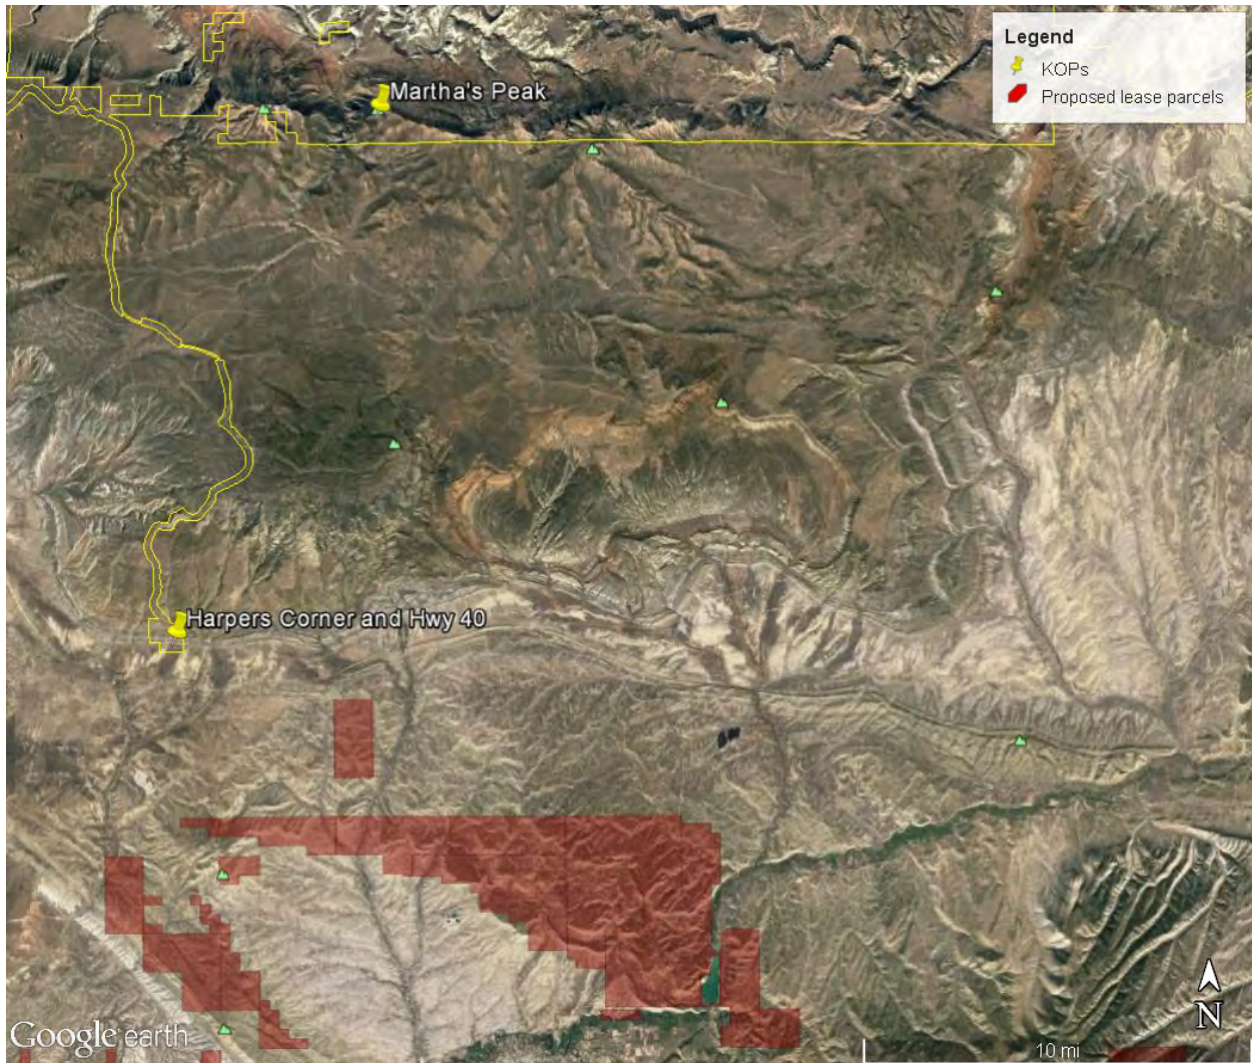 Legend
KOPs
Proposed lease parcels
Martha's Peak
Harpers Corner and Hwy 40
Google earth
N
10 mi